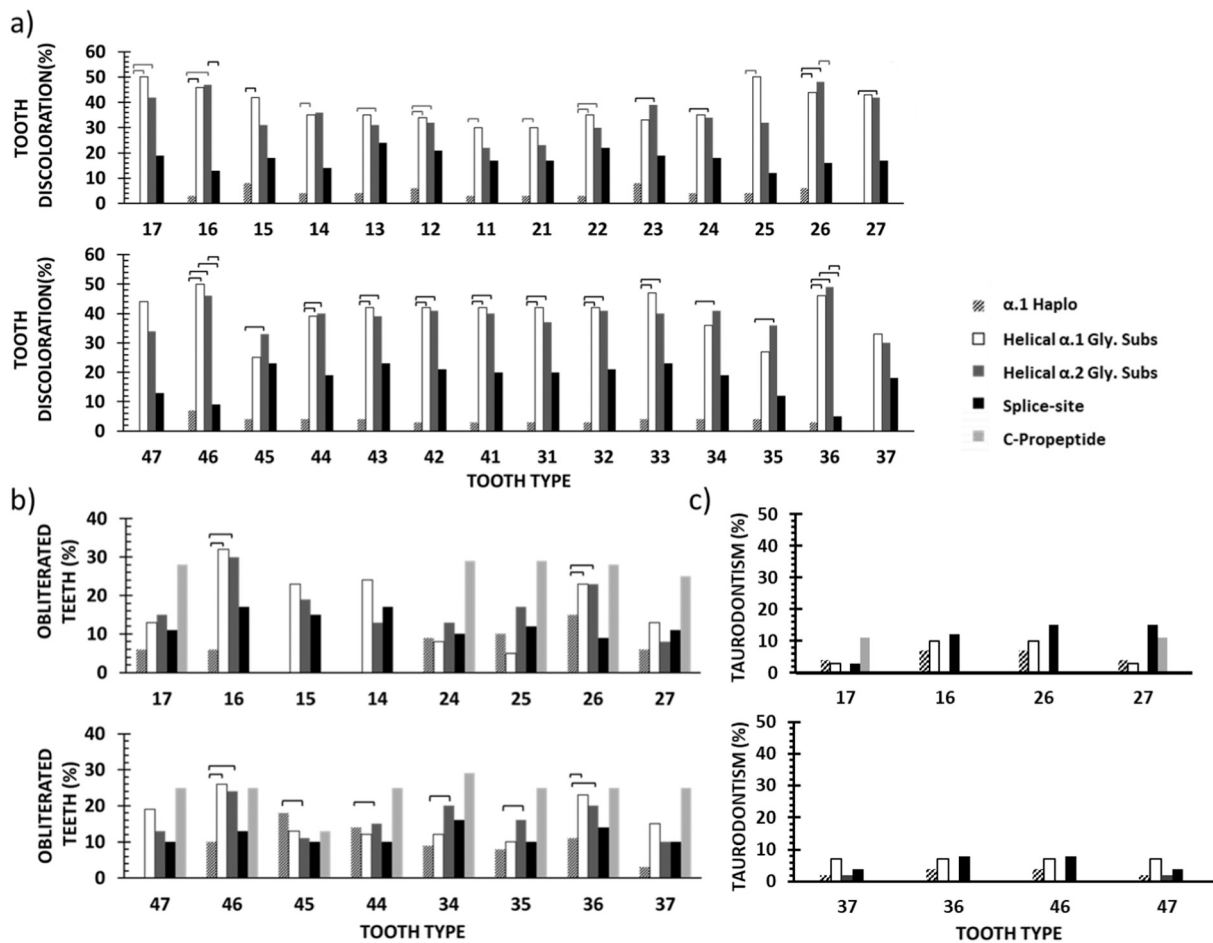 a)
TOOTH
DISCOLORATION(%)
60
50
40
30
20
10
0
17 16 15 14 13 12 11 21 22 23 24 25 26 27
TOOTH
DISCOLORATION(%)
60
50
40
30
20
10
0
47 46 45 44 43 42 41 31 32 33 34 35 36 37
TOOTH TYPE
α.1 Haplo
Helical α.1 Gly. Subs
Helical α.2 Gly. Subs
Splice-site
C-Propeptide
b)
OBLITERATED
TEETH (%)
40
30
20
10
0
17 16 15 14 24 25 26 27
OBLITERATED
TEETH (%)
40
30
20
10
0
47 46 45 44 34 35 36 37
TOOTH TYPE
c)
TAURODONTISM (%)
50
40
30
20
10
0
17 16 26 27
TAURODONTISM (%)
50
40
30
20
10
0
37 36 46 47
TOOTH TYPE